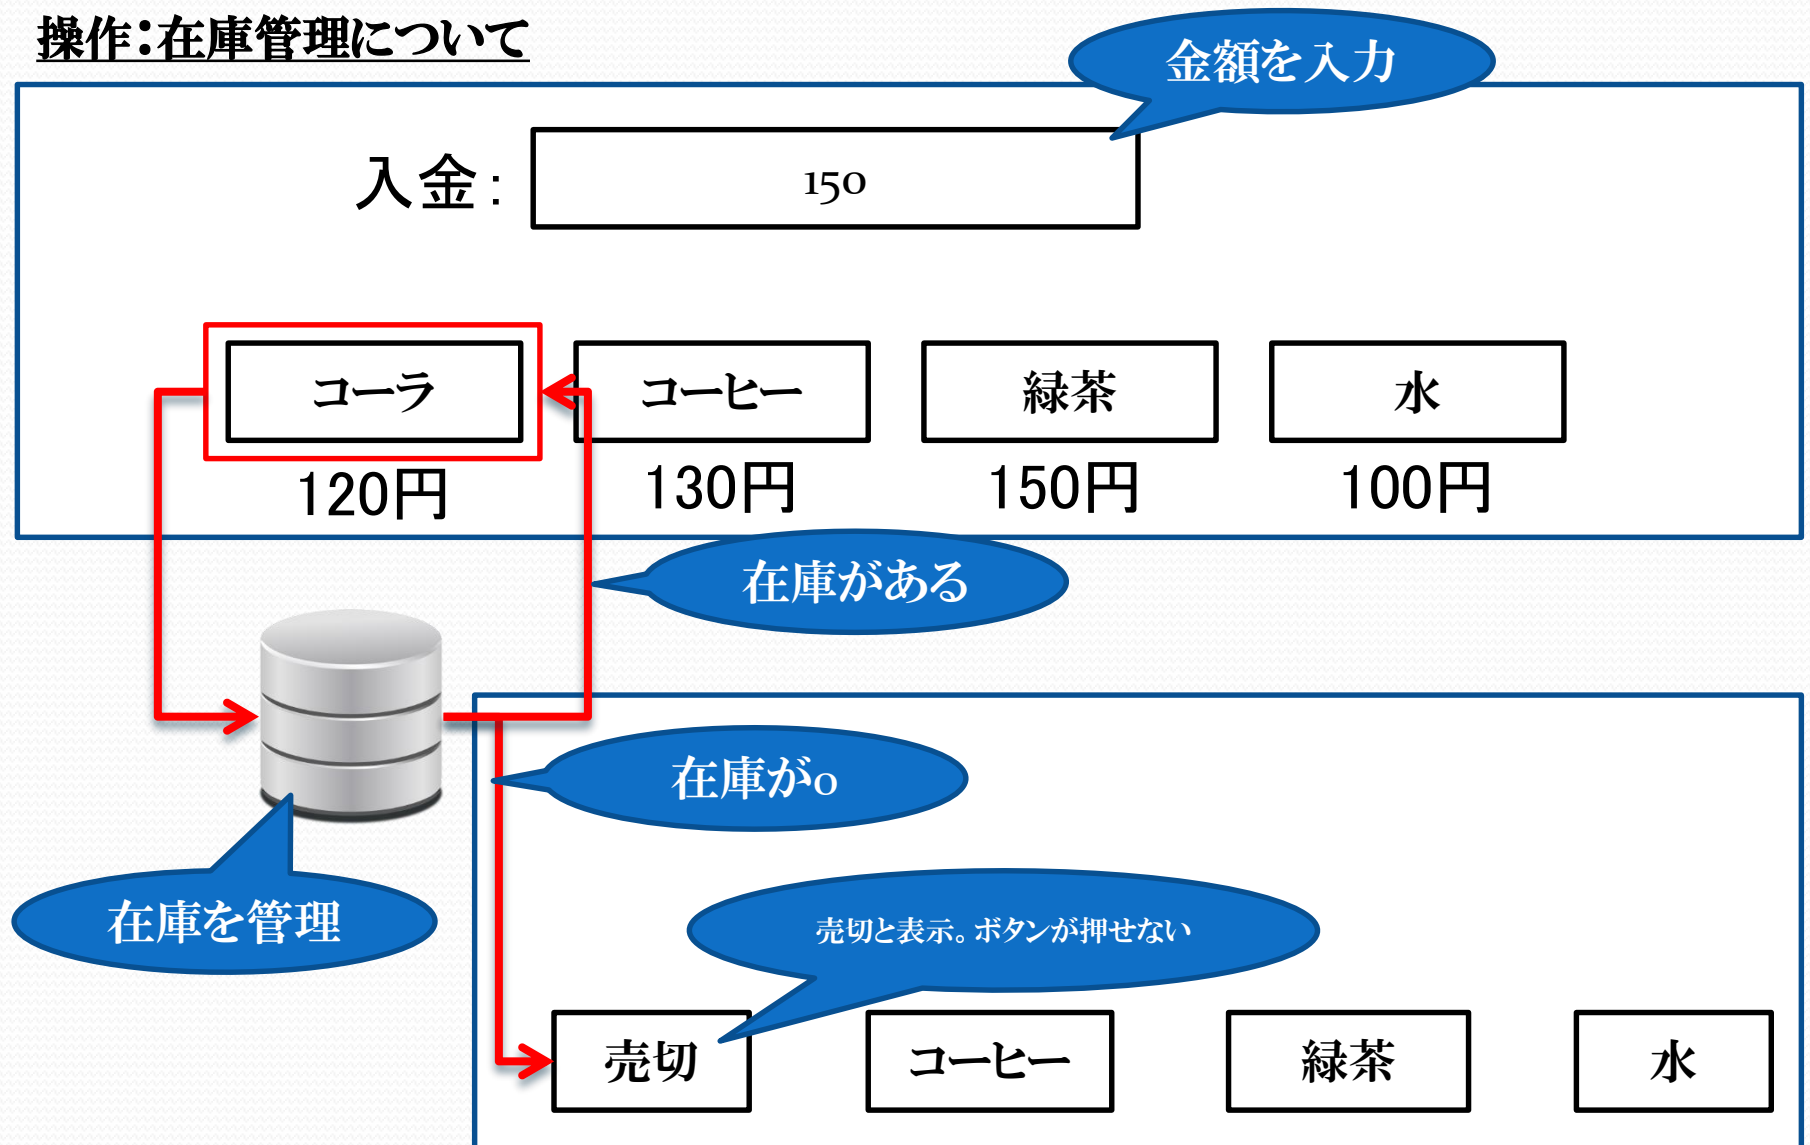 操作:在庫管理について
金額を入力
入金: 150
コーラ コーヒー 緑茶 水
120円 130円 150円 100円
在庫がある
在庫が0
在庫を管理
売切と表示。ボタンが押せない
売切 コーヒー 緑茶 水